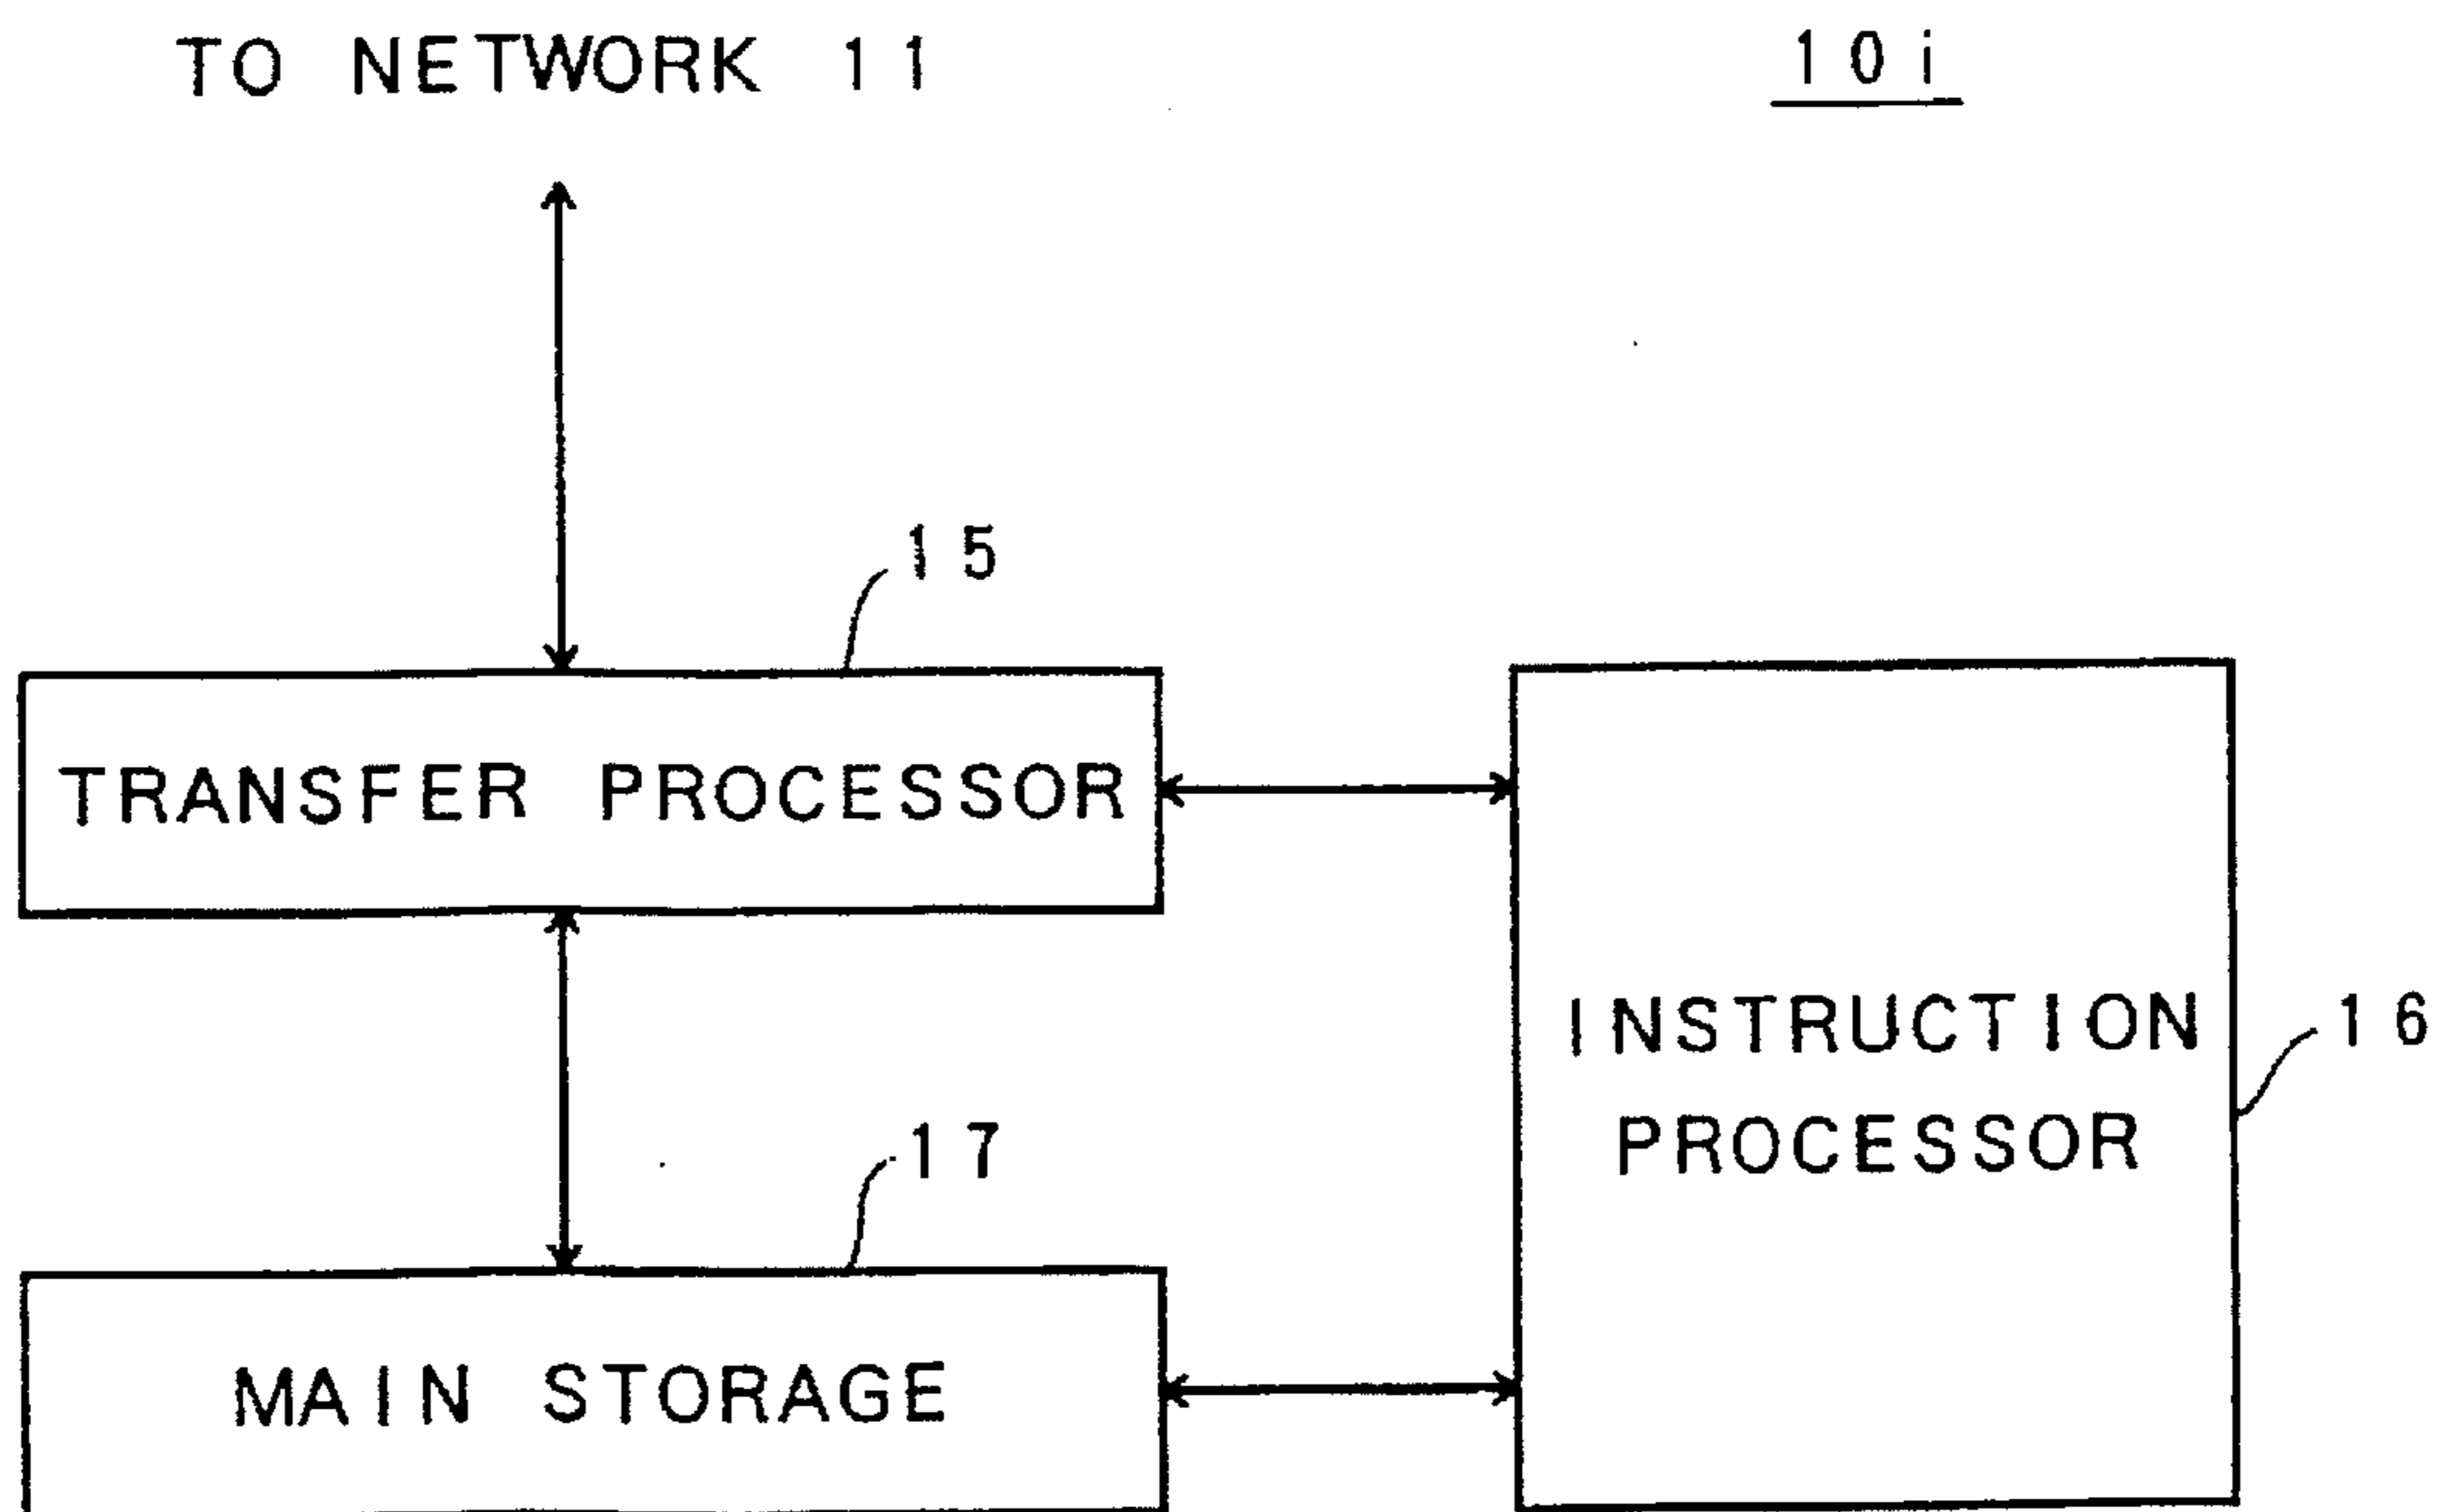 TO NETWORK 11
10i
15
TRANSFER PROCESSOR
INSTRUCTION
PROCESSOR
16
17
MAIN STORAGE